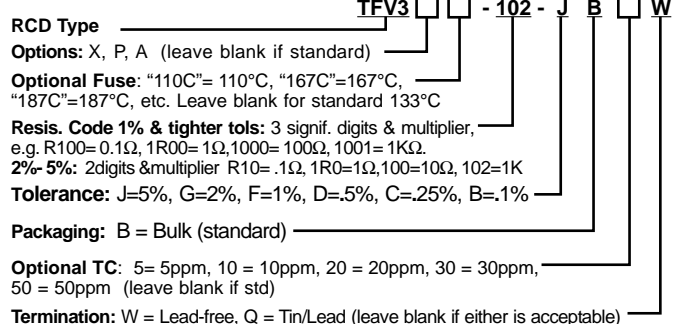 TFV3 □ □ - 102 - J B □ W
RCD Type
Options: X, P, A (leave blank if standard)
Optional Fuse: “110C”= 110°C, “167C”=167°C,
“187C”=187°C, etc. Leave blank for standard 133°C
Resis. Code 1% & tighter tols: 3 signif. digits & multiplier,
e.g. R100= 0.1Ω, 1R00= 1Ω,1000= 100Ω, 1001= 1KΩ.
2%- 5%: 2digits &multiplier R10= .1Ω, 1R0=1Ω,100=10Ω, 102=1K
Tolerance: J=5%, G=2%, F=1%, D=.5%, C=.25%, B=.1%
Packaging: B = Bulk (standard)
Optional TC: 5= 5ppm, 10 = 10ppm, 20 = 20ppm, 30 = 30ppm,
50 = 50ppm (leave blank if std)
Termination: W = Lead-free, Q = Tin/Lead (leave blank if either is acceptable)